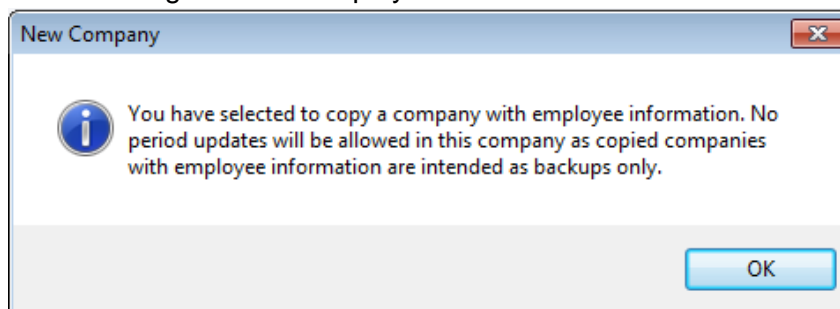 New Company
You have selected to copy a company with employee information. No
period updates will be allowed in this company as copied companies
with employee information are intended as backups only.
OK